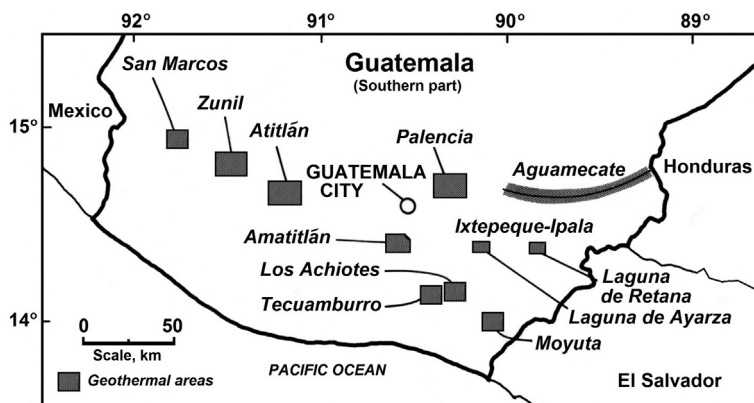 92° 91° 90° 89°
Guatemala
(Southern part)
San Marcos
Mexico
Zunil
Atitlán
15°
Palencia
GUATEMALA
CITY
Aguamecate
Honduras
Amatitlán
Ixtepeque-Ipala
Los Achiotes
Laguna
de Retana
Tecuamburro
Laguna de Ayarza
14°
0 50
Scale, km
Moyuta
PACIFIC OCEAN
Geothermal areas
El Salvador